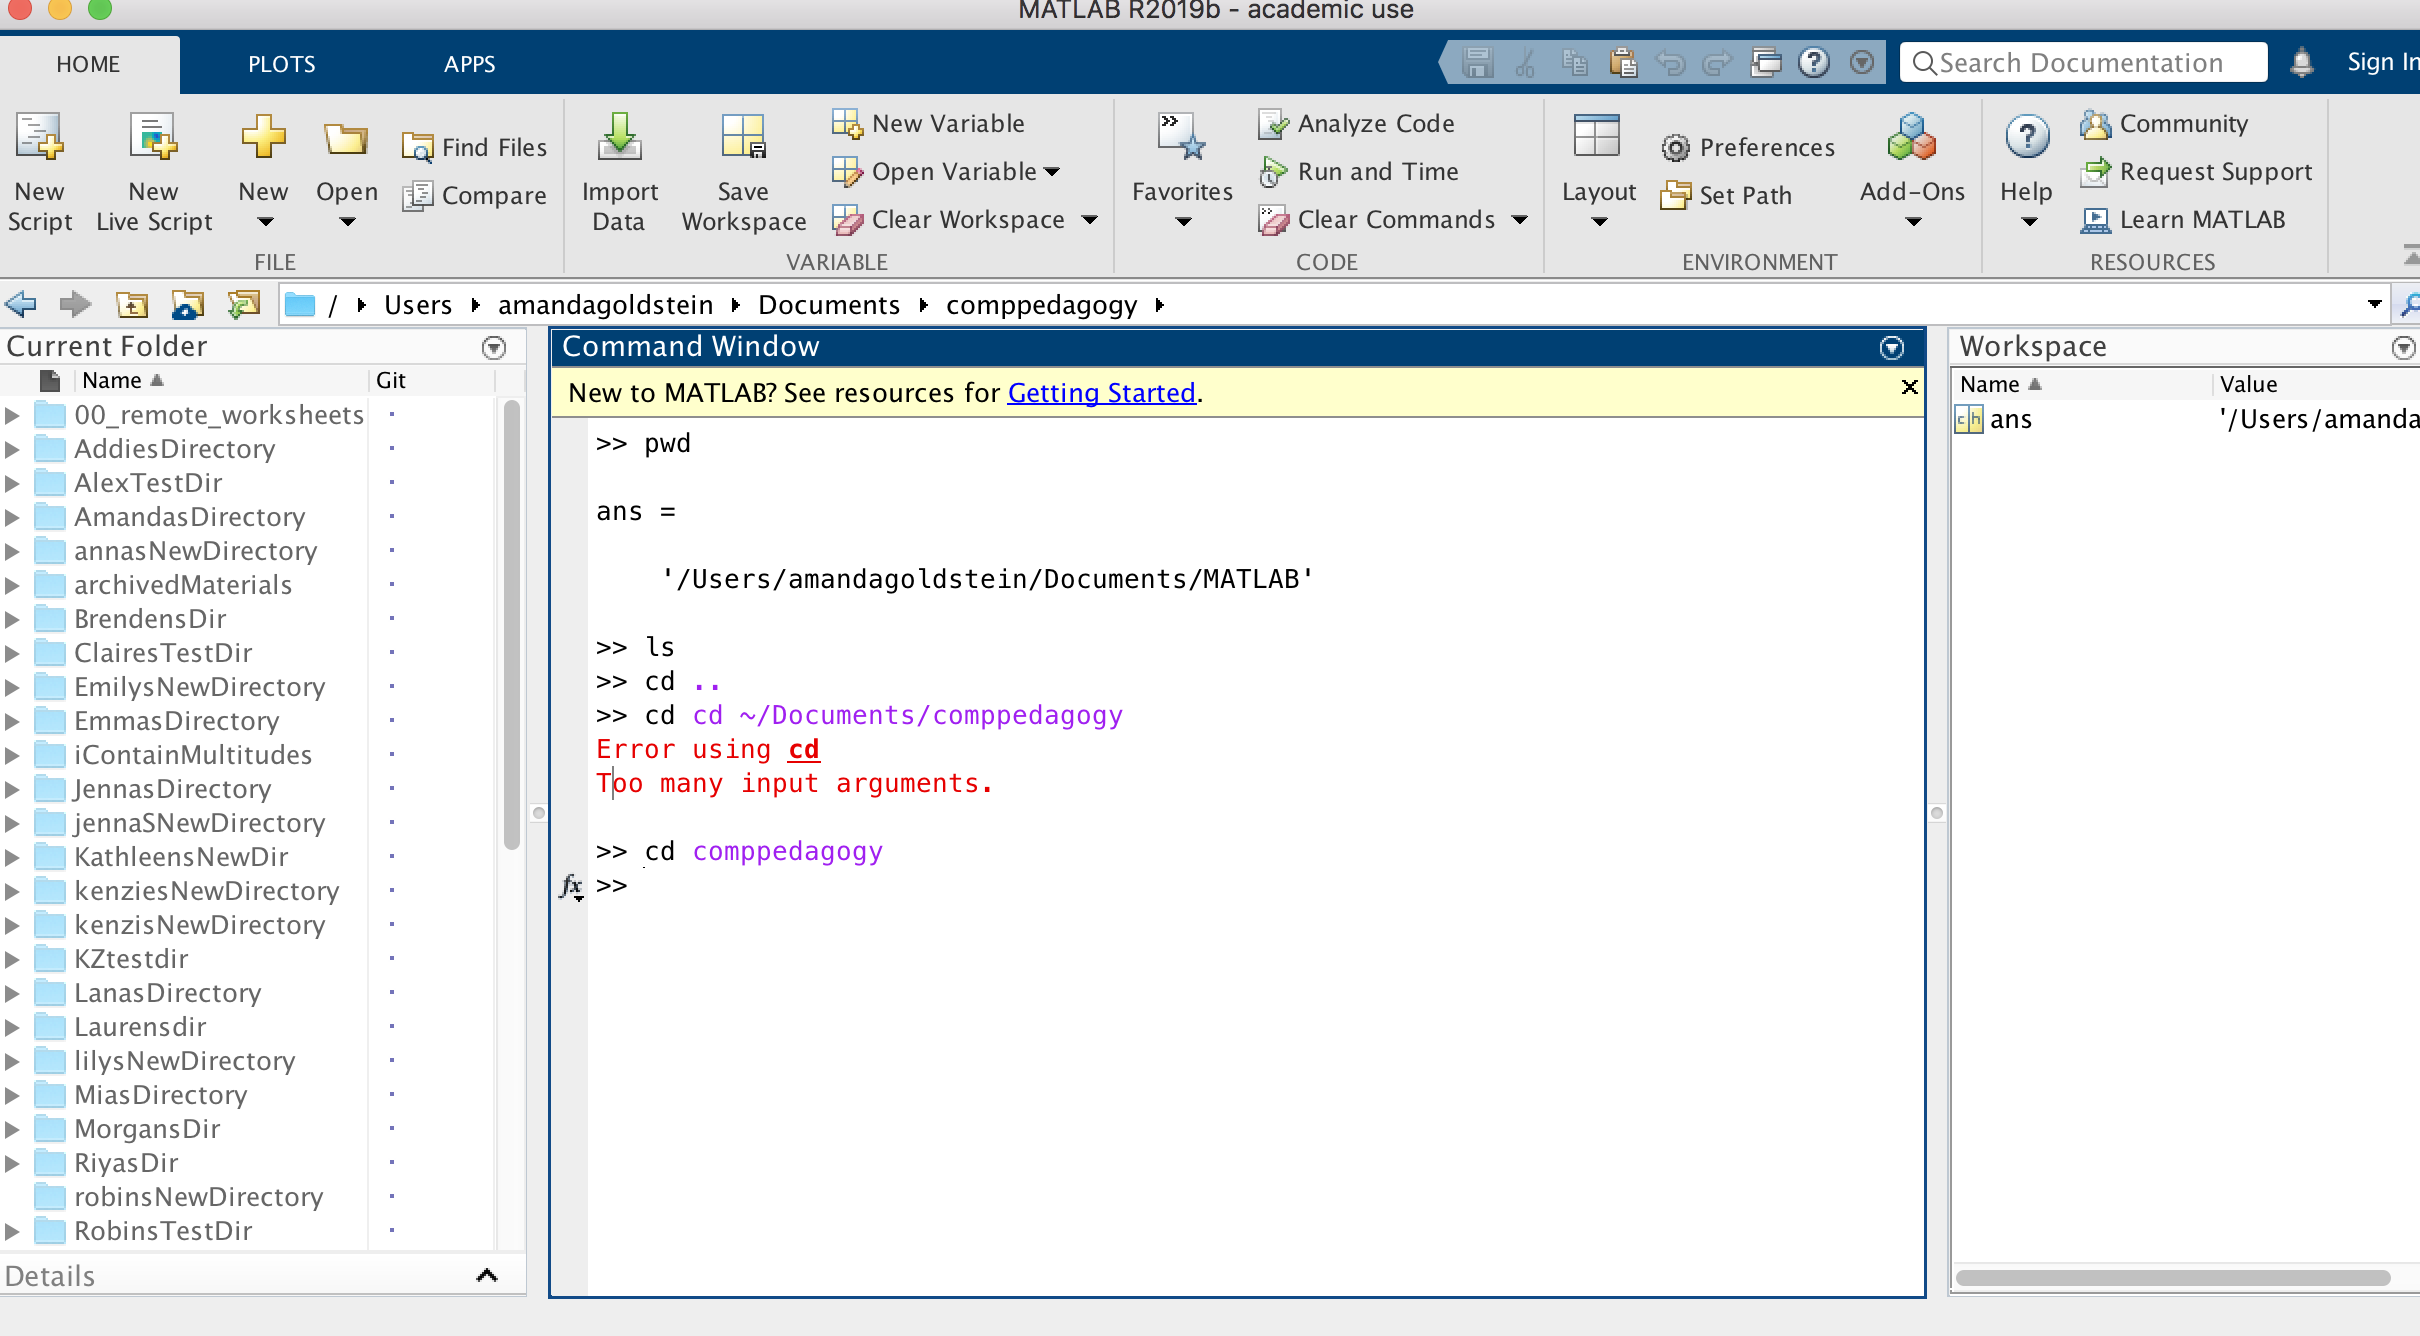 MATLAB R2019b - academic use
HOME
PLOTS
APPS
Search Documentation
Sign In
New Script
New Live Script
New
Open
Find Files
Compare
FILE
Import Data
Save Workspace
New Variable
Open Variable
Clear Workspace
VARIABLE
Favorites
Analyze Code
Run and Time
Clear Commands
CODE
Layout
Preferences
Set Path
Add-Ons
ENVIRONMENT
Help
Community
Request Support
Learn MATLAB
RESOURCES
/ Users amandagoldstein Documents comppedagogy
Current Folder
Name Git
00_remote_worksheets
AddiesDirectory
AlexTestDir
AmandasDirectory
annasNewDirectory
archivedMaterials
BrendensDir
ClairesTestDir
EmilysNewDirectory
EmmasDirectory
iContainMultitudes
JennasDirectory
jennaSNewDirectory
KathleensNewDir
kenziesNewDirectory
kenzisNewDirectory
KZtestdir
LanasDirectory
Laurensdir
lilysNewDirectory
MiasDirectory
MorgansDir
RiyasDir
robinsNewDirectory
RobinsTestDir
Details
Command Window
New to MATLAB? See resources for Getting Started.
>> pwd
ans =
'/Users/amandagoldstein/Documents/MATLAB'
>> ls
>> cd ..
>> cd cd ~/Documents/comppedagogy
Error using cd
Too many input arguments.
>> cd comppedagogy
fx >>
Workspace
Name Value
ch ans '/Users/amanda